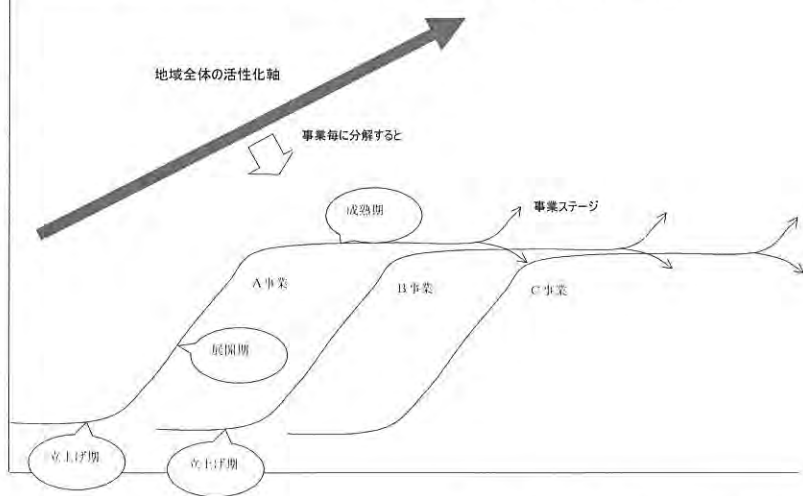 地域全体の活性化軸
事業毎に分解すると
成熟期
事業ステージ
A事業
B事業
C事業
展開期
立上げ期
立上げ期